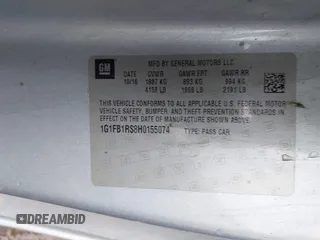 GM
MFD BY GENERAL MOTORS LLC
DATE GVWR GAWR FRT GAWR RR
10/16 1887 KG 893 KG 994 KG
4159 LB 1968 LB 2191 LB
THIS VEHICLE CONFORMS TO ALL APPLICABLE U.S. FEDERAL MOTOR
VEHICLE SAFETY, BUMPER, AND THEFT PREVENTION STANDARDS IN
EFFECT ON THE DATE OF MANUFACTURE SHOWN ABOVE.
1G1FB1RS8H0155074 TYPE: PASS CAR
DREAMBID